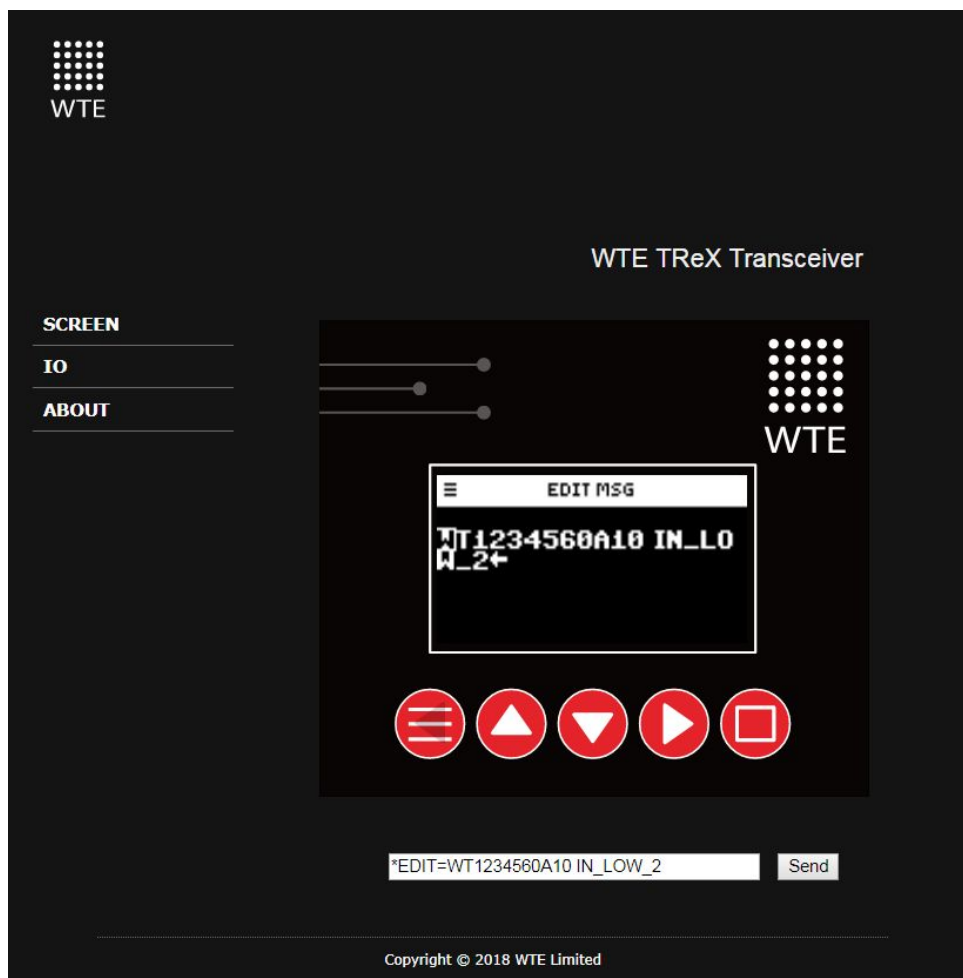 WTE
WTE TReX Transceiver
SCREEN
IO
ABOUT
WTE
EDIT MSG
WT1234560A10 IN_LO
W_2←
*EDIT=WT1234560A10 IN_LOW_2
Send
Copyright © 2018 WTE Limited